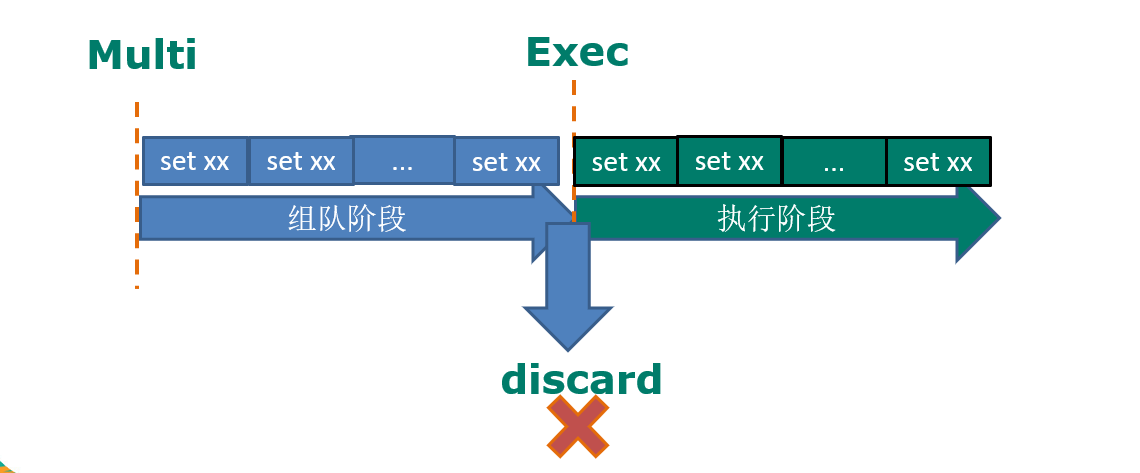 Multi
Exec
set xx set xx ... set xx set xx set xx ... set xx
组队阶段 执行阶段
discard